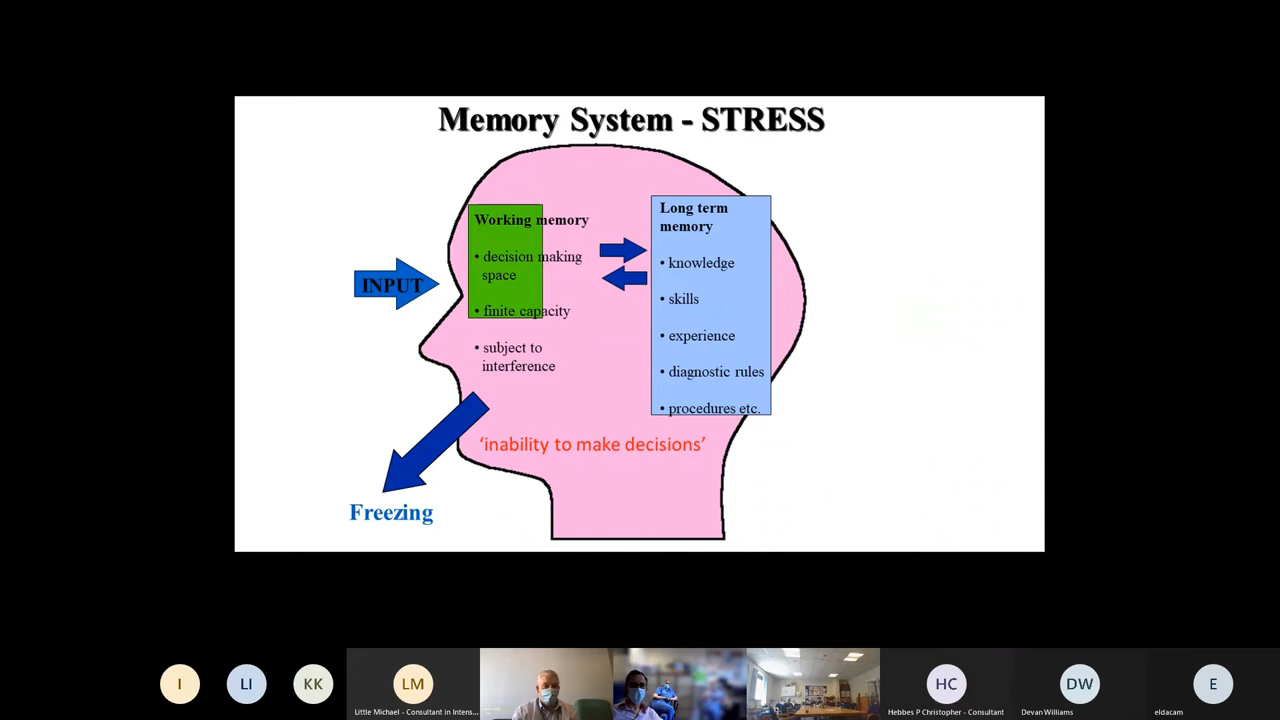 Memory System - STRESS
Working memory
• decision making
space
• finite capacity
• subject to
interference
Long term
memory
• knowledge
• skills
• experience
• diagnostic rules
• procedures etc.
INPUT
'inability to make decisions'
Freezing
I
LI
KK
LM
Little Michael - Consultant in Intens...
HC
Hebbes P Christopher - Consultant
DW
Devan Williams
E
eldacam